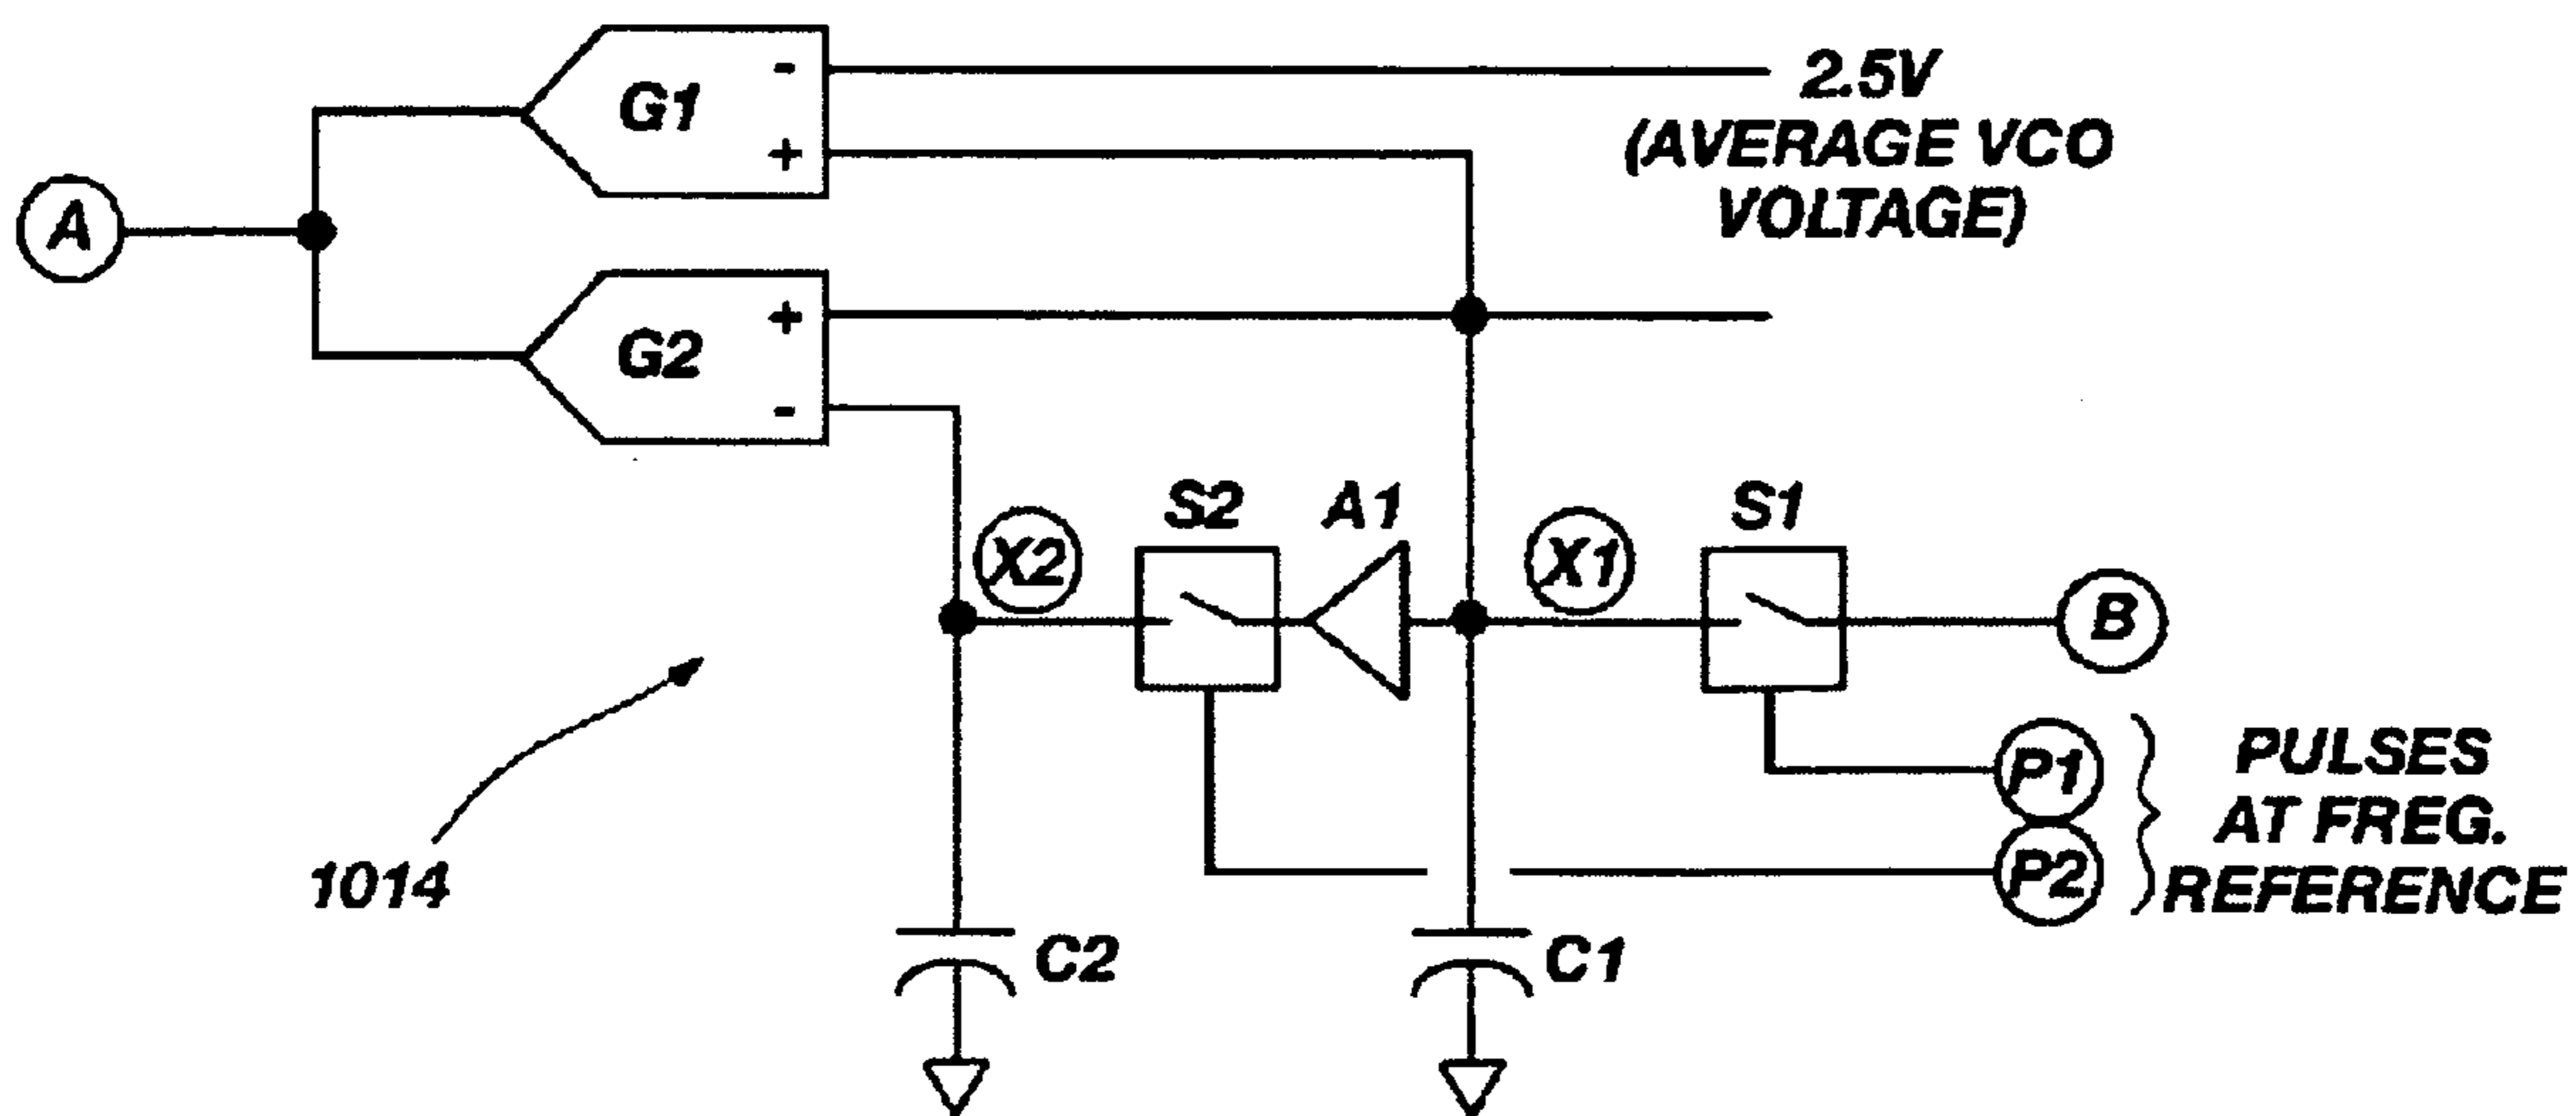 G1
-
+
2.5V
(AVERAGE VCO
VOLTAGE)
A
G2
+
-
X2
S2
A1
X1
S1
B
P1
P2
PULSES
AT FREG.
REFERENCE
1014
C2
C1